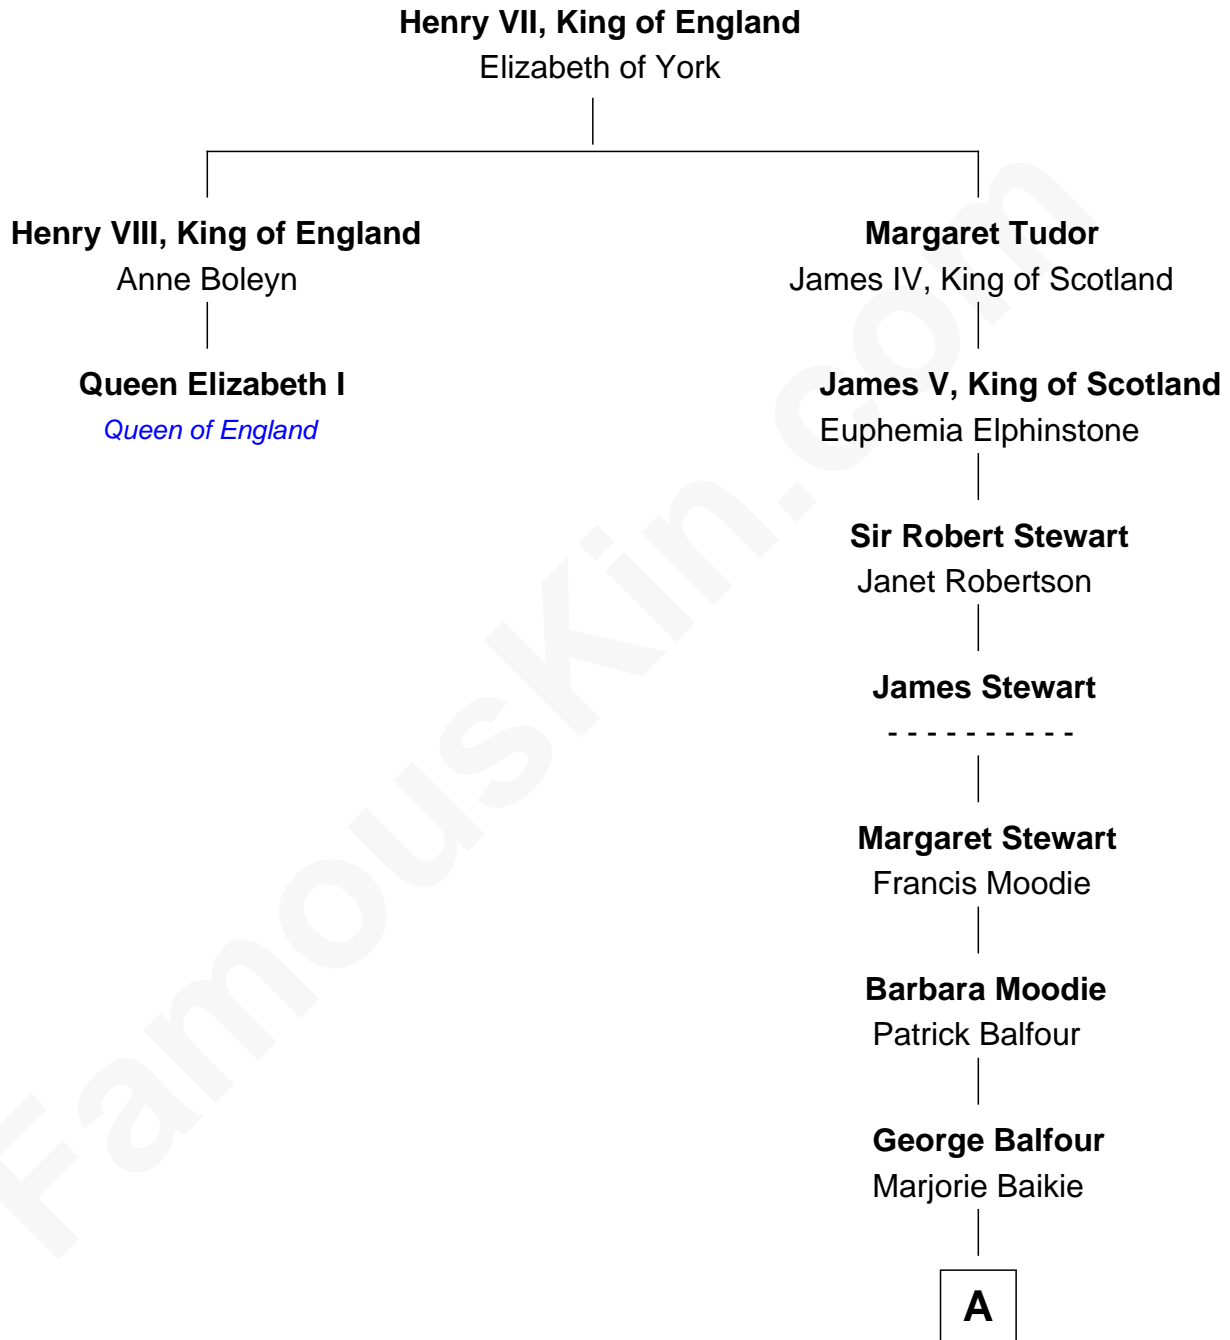 Henry VII, King of England
Elizabeth of York
Henry VIII, King of England
Anne Boleyn
Queen Elizabeth I
Queen of England
Margaret Tudor
James IV, King of Scotland
James V, King of Scotland
Euphemia Elphinstone
Sir Robert Stewart
Janet Robertson
James Stewart
- - - - - - - - - -
Margaret Stewart
Francis Moodie
Barbara Moodie
Patrick Balfour
George Balfour
Marjorie Baikie
A
FamousKin.com